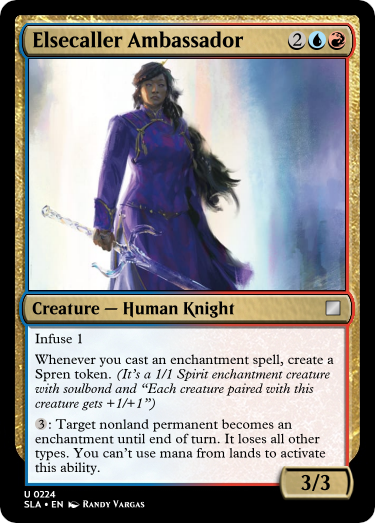 Elsecaller Ambassador 2
Creature — Human Knight
Infuse 1
Whenever you cast an enchantment spell, create a
Spren token. (It's a 1/1 Spirit enchantment creature
with soulbond and "Each creature paired with this
creature gets +1/+1")
3: Target nonland permanent becomes an
enchantment until end of turn. It loses all other
types. You can't use mana from lands to activate
this ability.
3/3
U 0224
SLA • EN Randy Vargas